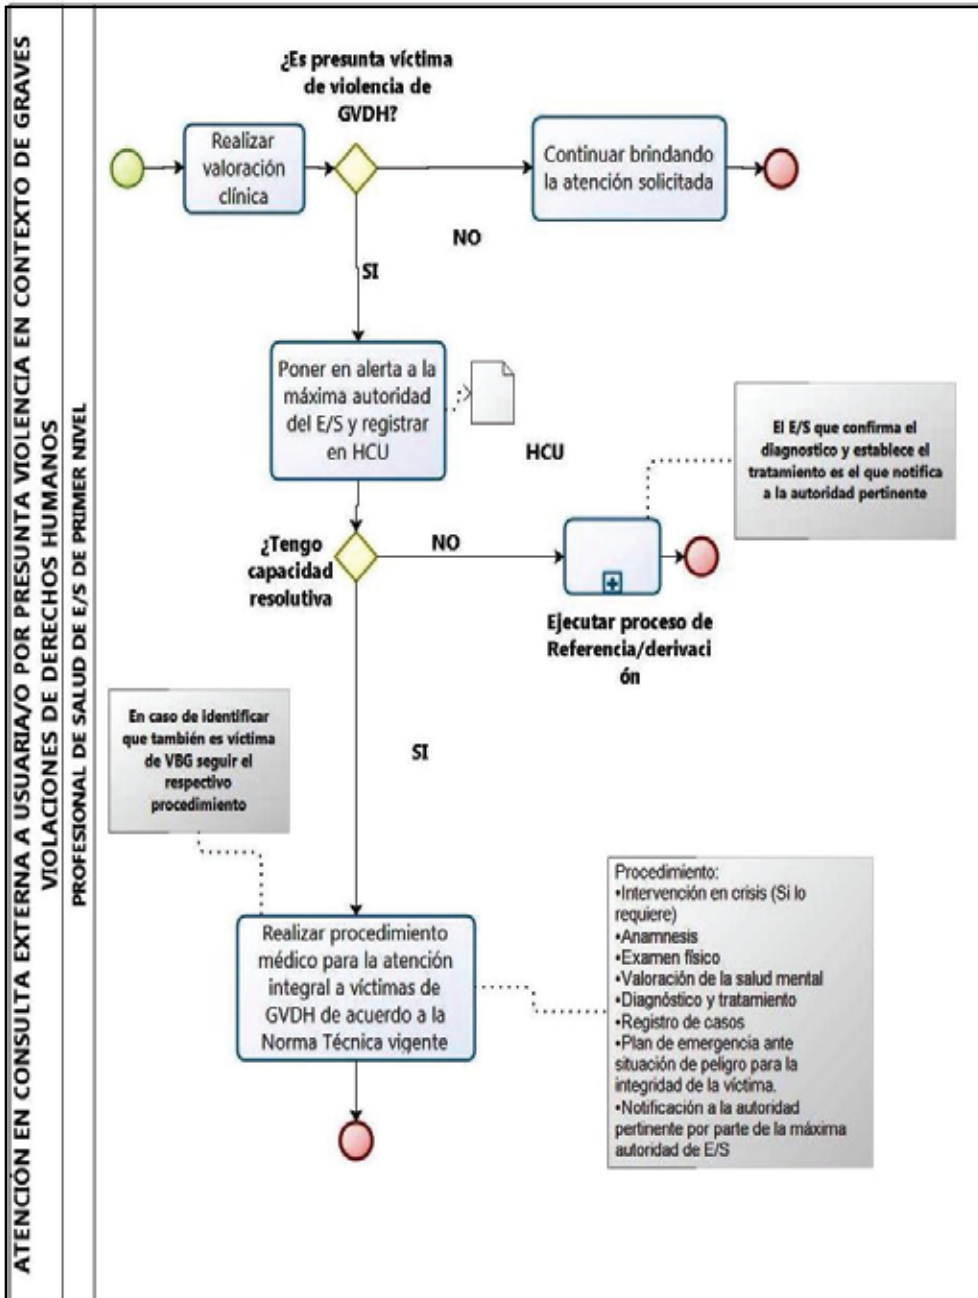 ATENCIÓN EN CONSULTA EXTERNA A USUARIA/O POR PRESUNTA VIOLENCIA EN CONTEXTO DE GRAVES
VIOLACIONES DE DERECHOS HUMANOS
PROFESIONAL DE SALUD DE E/S DE PRIMER NIVEL
¿Es presunta víctima
de violencia de
GVDH?
Realizar
valoración
clínica
Continuar brindando
la atención solicitada
NO
SI
Poner en alerta a la
máxima autoridad
del E/S y registrar
en HCU
HCU
El E/S que confirma el
diagnostico y establece el
tratamiento es el que notifica
a la autoridad pertinente
¿Tengo
capacidad
resolutiva
NO
Ejecutar proceso de
Referencia/derivaci
ón
SI
En caso de identificar
que también es víctima
de VBG seguir el
respectivo
procedimiento
Realizar procedimiento
médico para la atención
integral a víctimas de
GVDH de acuerdo a la
Norma Técnica vigente
Procedimiento:
•Intervención en crisis (Si lo
requiere)
•Anamnesis
•Examen físico
•Valoración de la salud mental
•Diagnóstico y tratamiento
•Registro de casos
•Plan de emergencia ante
situación de peligro para la
integridad de la víctima.
•Notificación a la autoridad
pertinente por parte de la máxima
autoridad de E/S